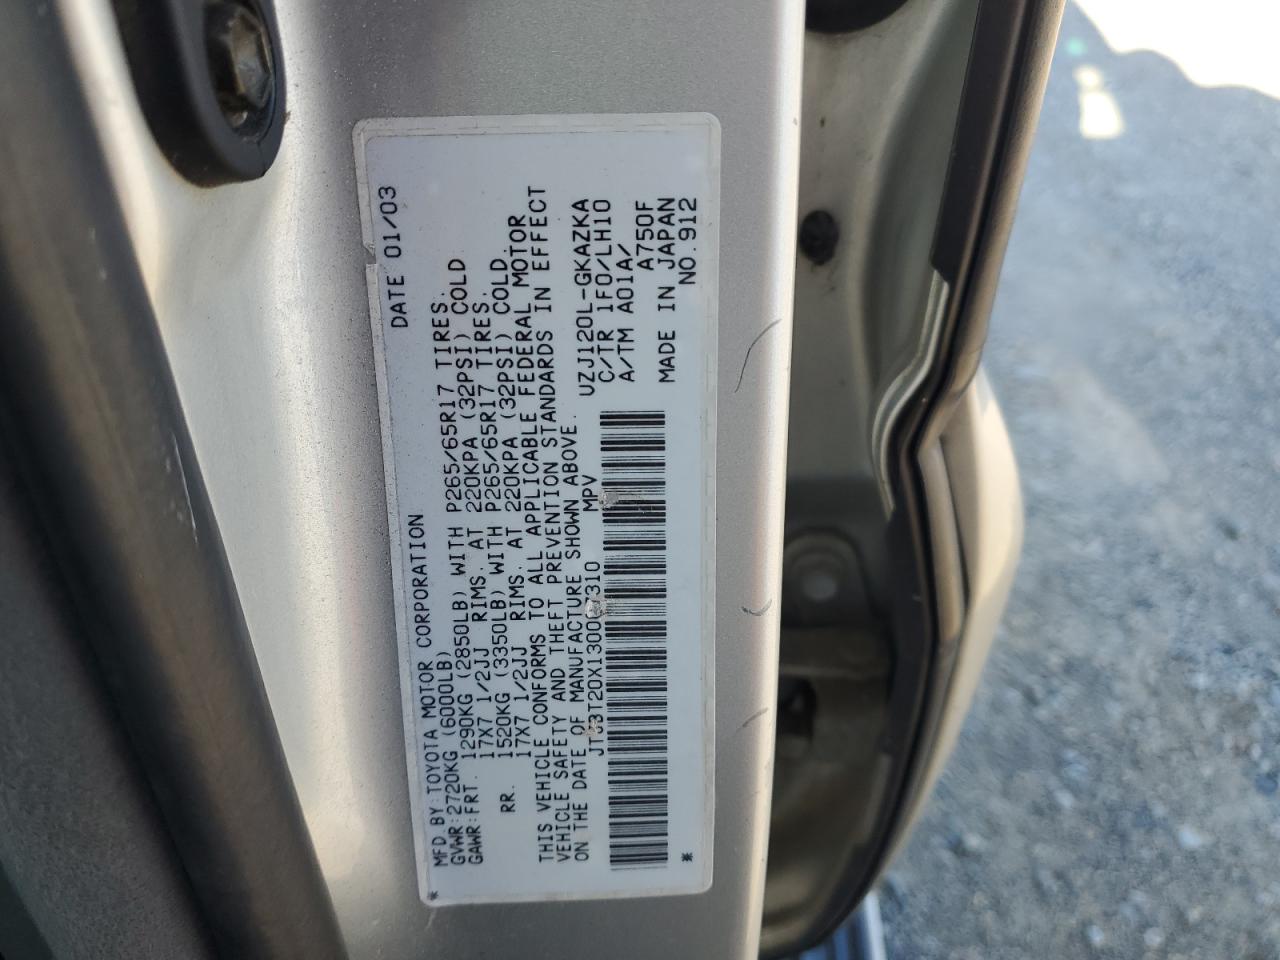 DATE 01/03
* MFD. BY: TOYOTA MOTOR CORPORATION
GVWR: 2720KG (6000LB)
GAWR: FRT. 1290KG (2850LB) WITH P265/65R17 TIRES.
17X7 1/2JJ RIMS. AT 220KPA (32PSI) COLD
RR. 1520KG (3350LB) WITH P265/65R17 TIRES.
17X7 1/2JJ RIMS. AT 220KPA (32PSI) COLD.
THIS VEHICLE CONFORMS TO ALL APPLICABLE FEDERAL MOTOR
VEHICLE SAFETY AND THEFT PREVENTION STANDARDS IN EFFECT
ON THE DATE OF MANUFACTURE SHOWN ABOVE.
MPV
UZJ120L-GKAZKA
C/TR 1F0/LH10
A/TM A01A/ A750F
MADE IN JAPAN
* NO.912